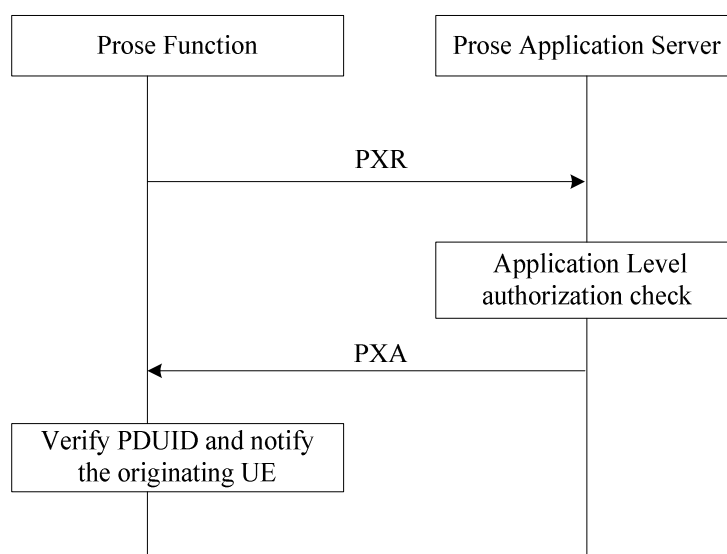 Prose Function
Prose Application Server
PXR
Application Level
authorization check
PXA
Verify PDUID and notify
the originating UE